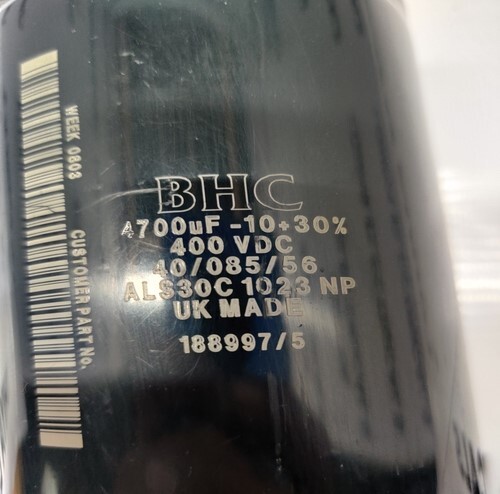 BHC
4700uF -10+30%
400 VDC
40/085/56
ALS30C 1023 NP
UK MADE
188997/5
WEEK 0803
CUSTOMER PART No.